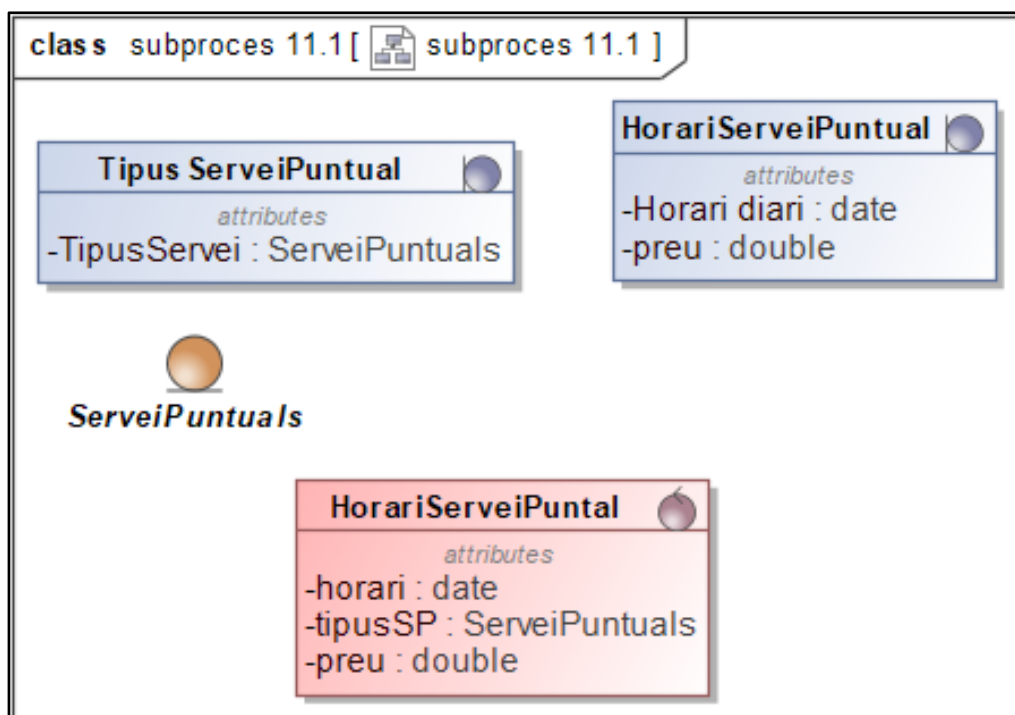 class subproces 11.1 [ subproces 11.1 ]
Tipus ServeiPuntual
attributes
-TipusServei : ServeiPuntuals
HorariServeiPuntual
attributes
-Horari diari : date
-preu : double
ServeiPuntuals
HorariServeiPuntal
attributes
-horari : date
-tipusSP : ServeiPuntuals
-preu : double